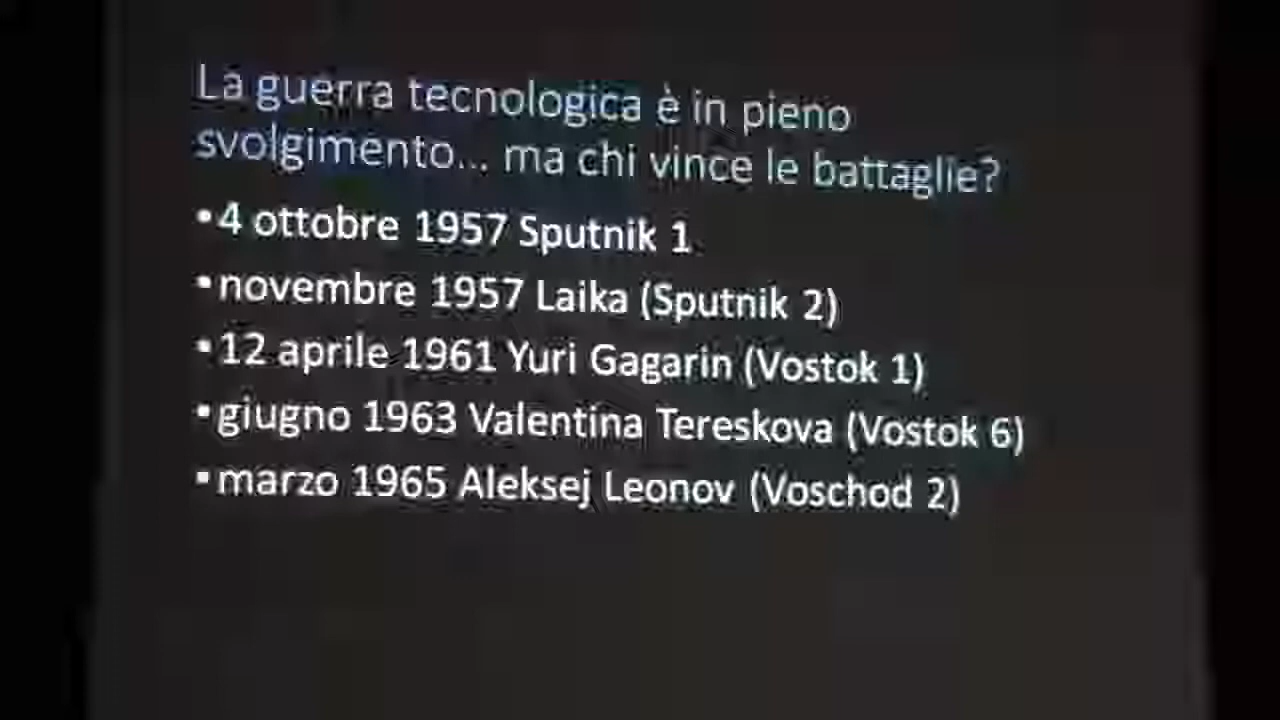 La guerra tecnologica è in pieno
svolgimento... ma chi vince le battaglie?
•4 ottobre 1957 Sputnik 1
•novembre 1957 Laika (Sputnik 2)
•12 aprile 1961 Yuri Gagarin (Vostok 1)
•giugno 1963 Valentina Tereskova (Vostok 6)
•marzo 1965 Aleksej Leonov (Voschod 2)